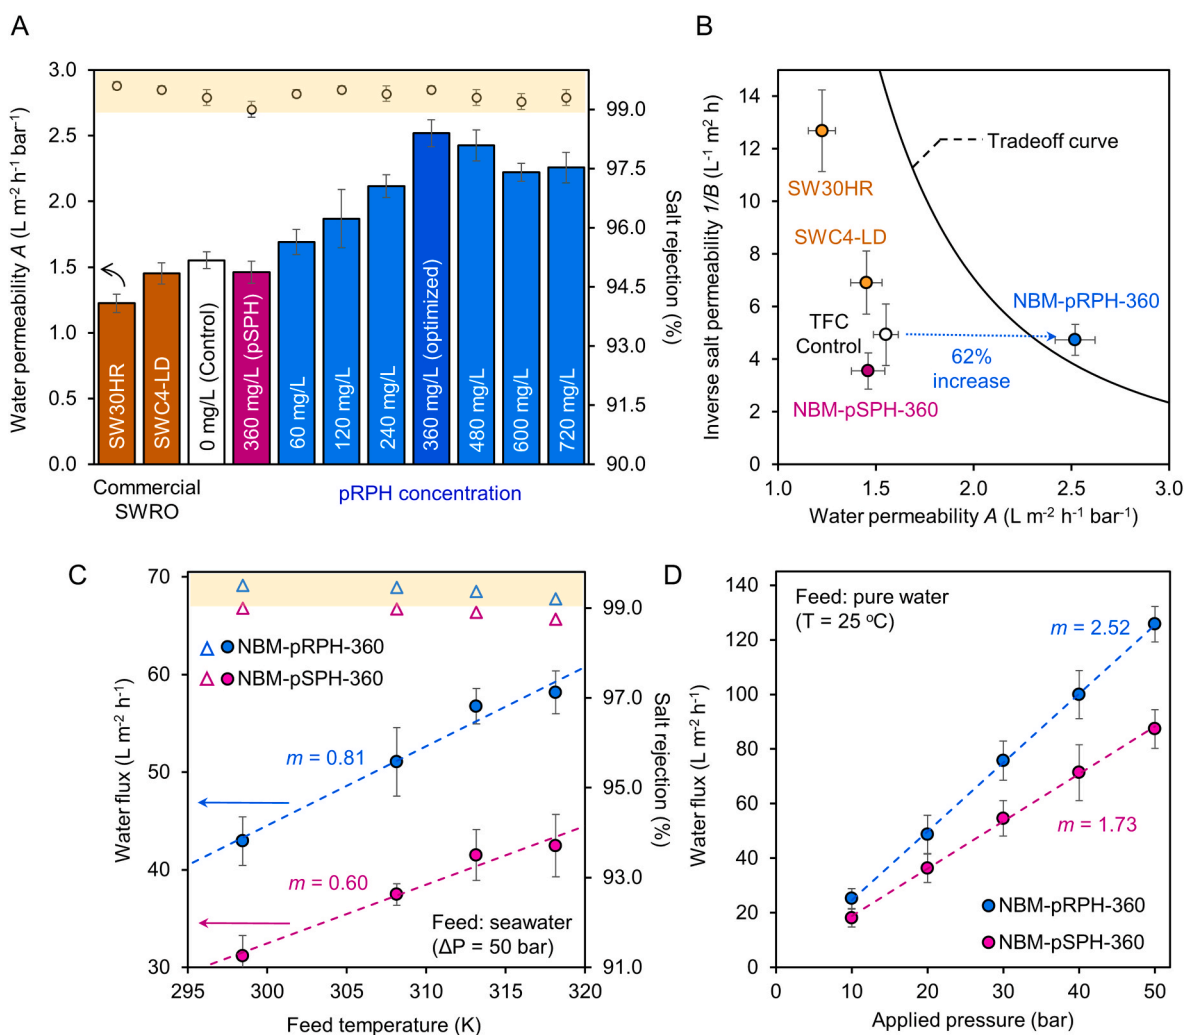 A
3.0
2.5
2.0
1.5
1.0
0.5
0.0
Water permeability A (L m⁻² h⁻¹ bar⁻¹)
SW30HR
SWC4-LD
0 mg/L (Control)
360 mg/L (pSPH)
60 mg/L
120 mg/L
240 mg/L
360 mg/L (optimized)
480 mg/L
600 mg/L
720 mg/L
99.0
97.5
96.0
94.5
93.0
91.5
90.0
Salt rejection (%)
Commercial
SWRO
pRPH concentration
B
14
12
10
8
6
4
2
0
Inverse salt permeability 1/B (L⁻¹ m² h)
Tradeoff curve
SW30HR
SWC4-LD
NBM-pRPH-360
TFC
Control
62%
increase
NBM-pSPH-360
1.0
1.5
2.0
2.5
3.0
Water permeability A (L m⁻² h⁻¹ bar⁻¹)
C
70
60
50
40
30
Water flux (L m⁻² h⁻¹)
NBM-pRPH-360
NBM-pSPH-360
m = 0.81
m = 0.60
Feed: seawater
(ΔP = 50 bar)
99.0
97.0
95.0
93.0
91.0
Salt rejection (%)
295
300
305
310
315
320
Feed temperature (K)
D
140
120
100
80
60
40
20
0
Water flux (L m⁻² h⁻¹)
Feed: pure water
(T = 25 ᵒC)
m = 2.52
m = 1.73
NBM-pRPH-360
NBM-pSPH-360
10
20
30
40
50
Applied pressure (bar)